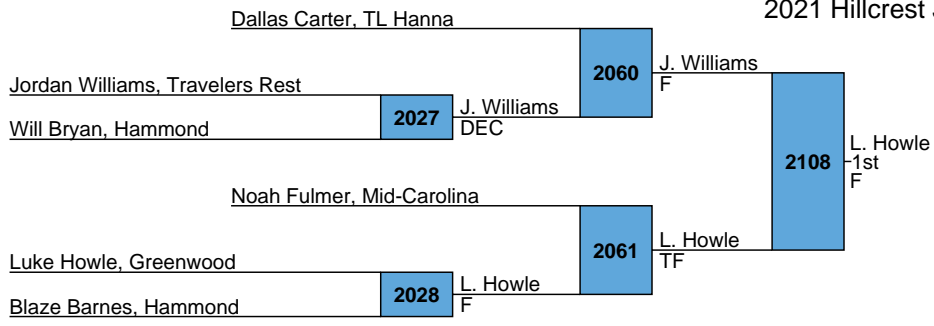 2021 Hillcrest
Dallas Carter, TL Hanna
2060
J. Williams
F
Jordan Williams, Travelers Rest
Will Bryan, Hammond
2027
J. Williams
DEC
2108
L. Howle
1st
F
Noah Fulmer, Mid-Carolina
2061
L. Howle
TF
Luke Howle, Greenwood
Blaze Barnes, Hammond
2028
L. Howle
F